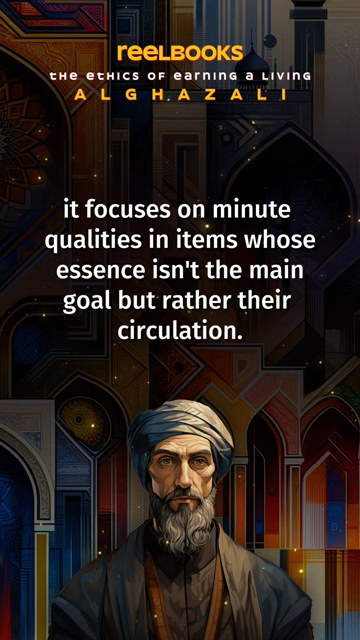 reelBOOKS
the ethics of earning a living
ALGHAZALI
it focuses on minute
qualities in items whose
essence isn't the main
goal but rather their
circulation.